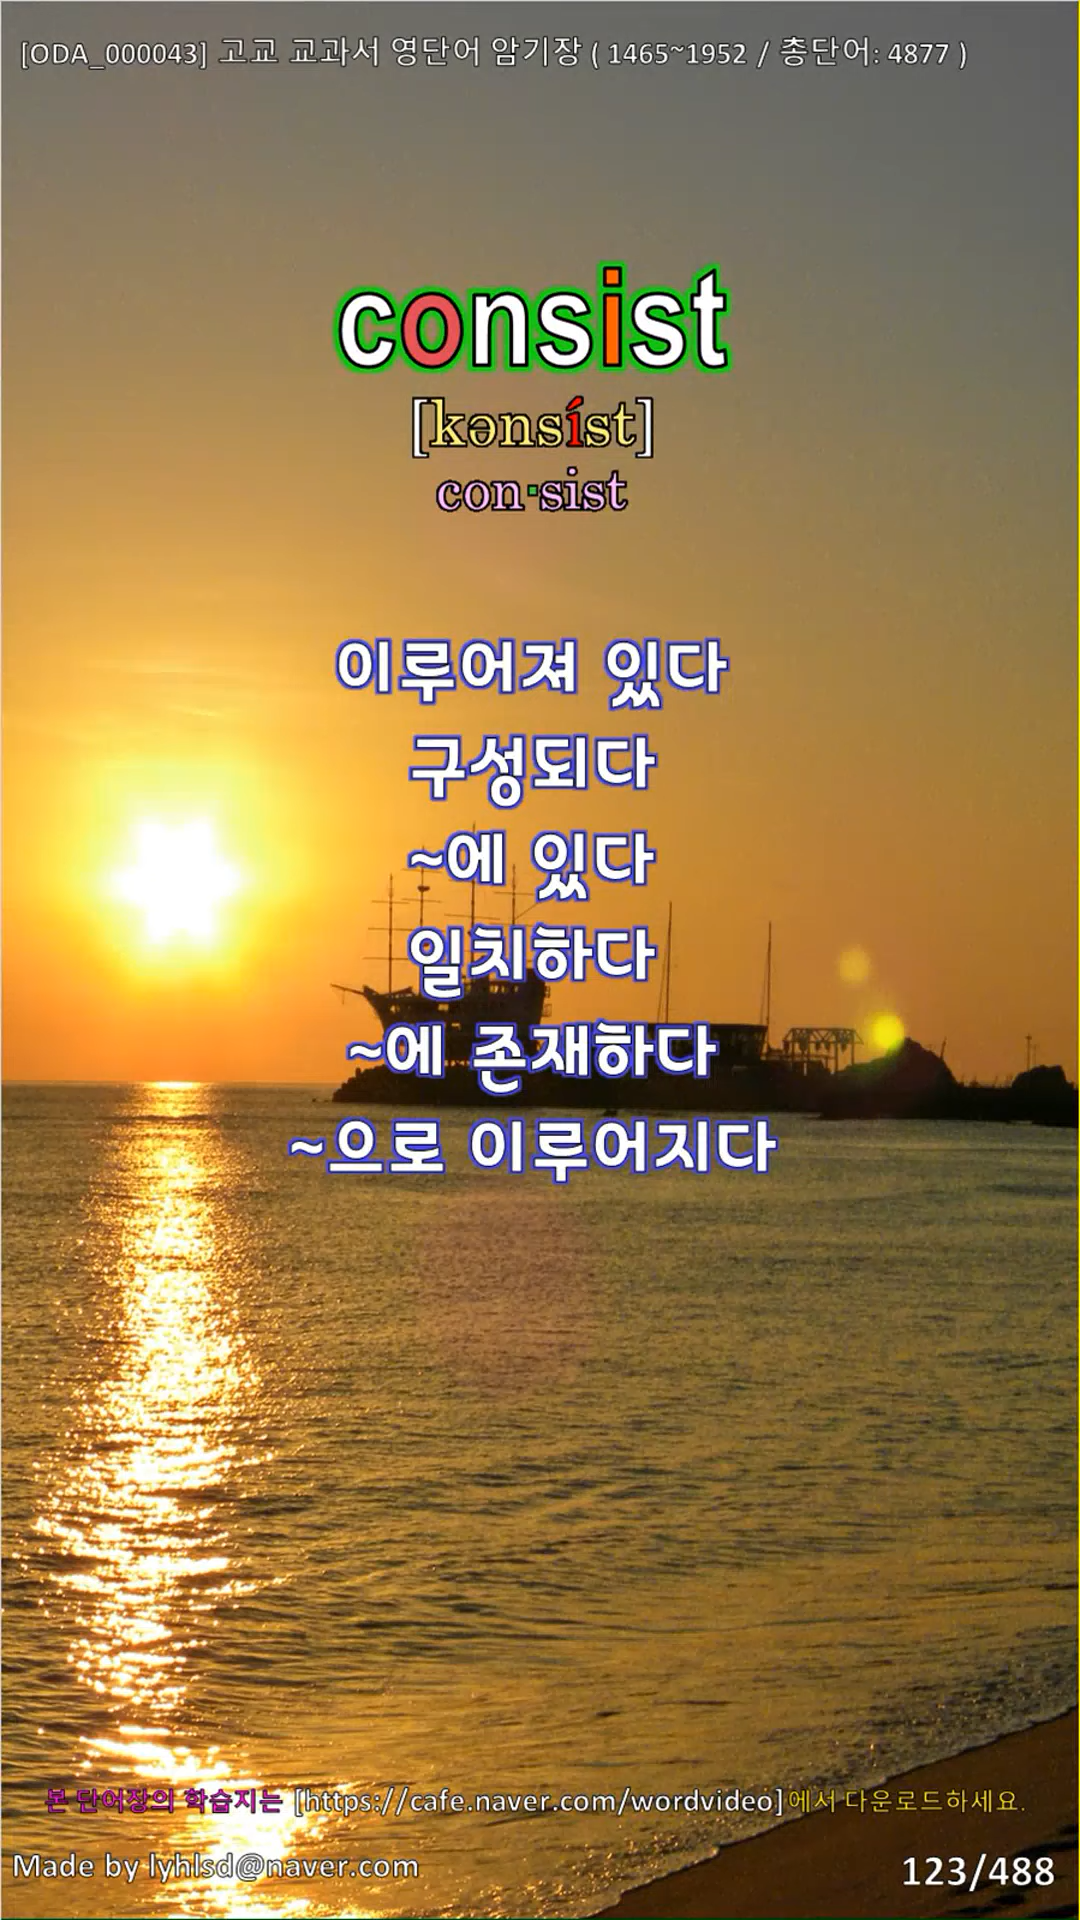 [ODA_000043] 고교 교과서 영단어 암기장 ( 1465~1952 / 총단어: 4877 )
consist
[kənsíst]
con·sist
이루어져 있다
구성되다
~에 있다
일치하다
~에 존재하다
~으로 이루어지다
본 단어장의 학습지는 [https://cafe.naver.com/wordvideo]에서 다운로드하세요.
Made by lyhlsd@naver.com
123/488